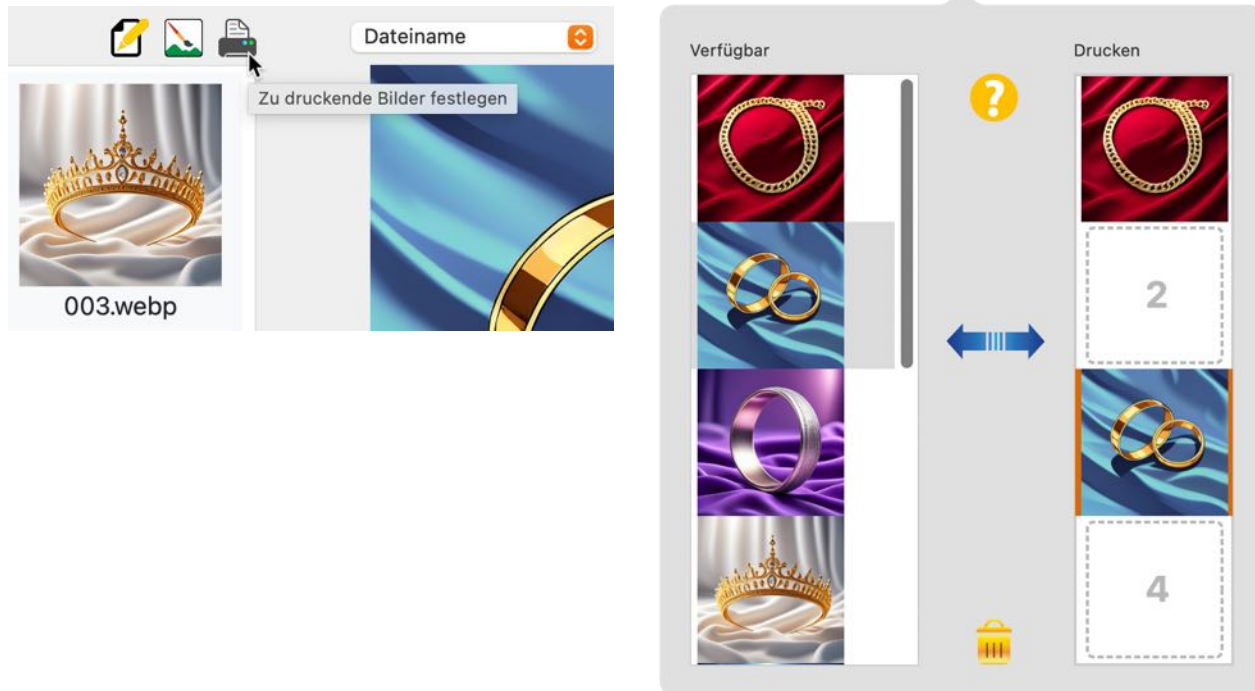 Dateiname
Zu druckende Bilder festlegen
003.webp
Verfügbar
Drucken
?
2
4